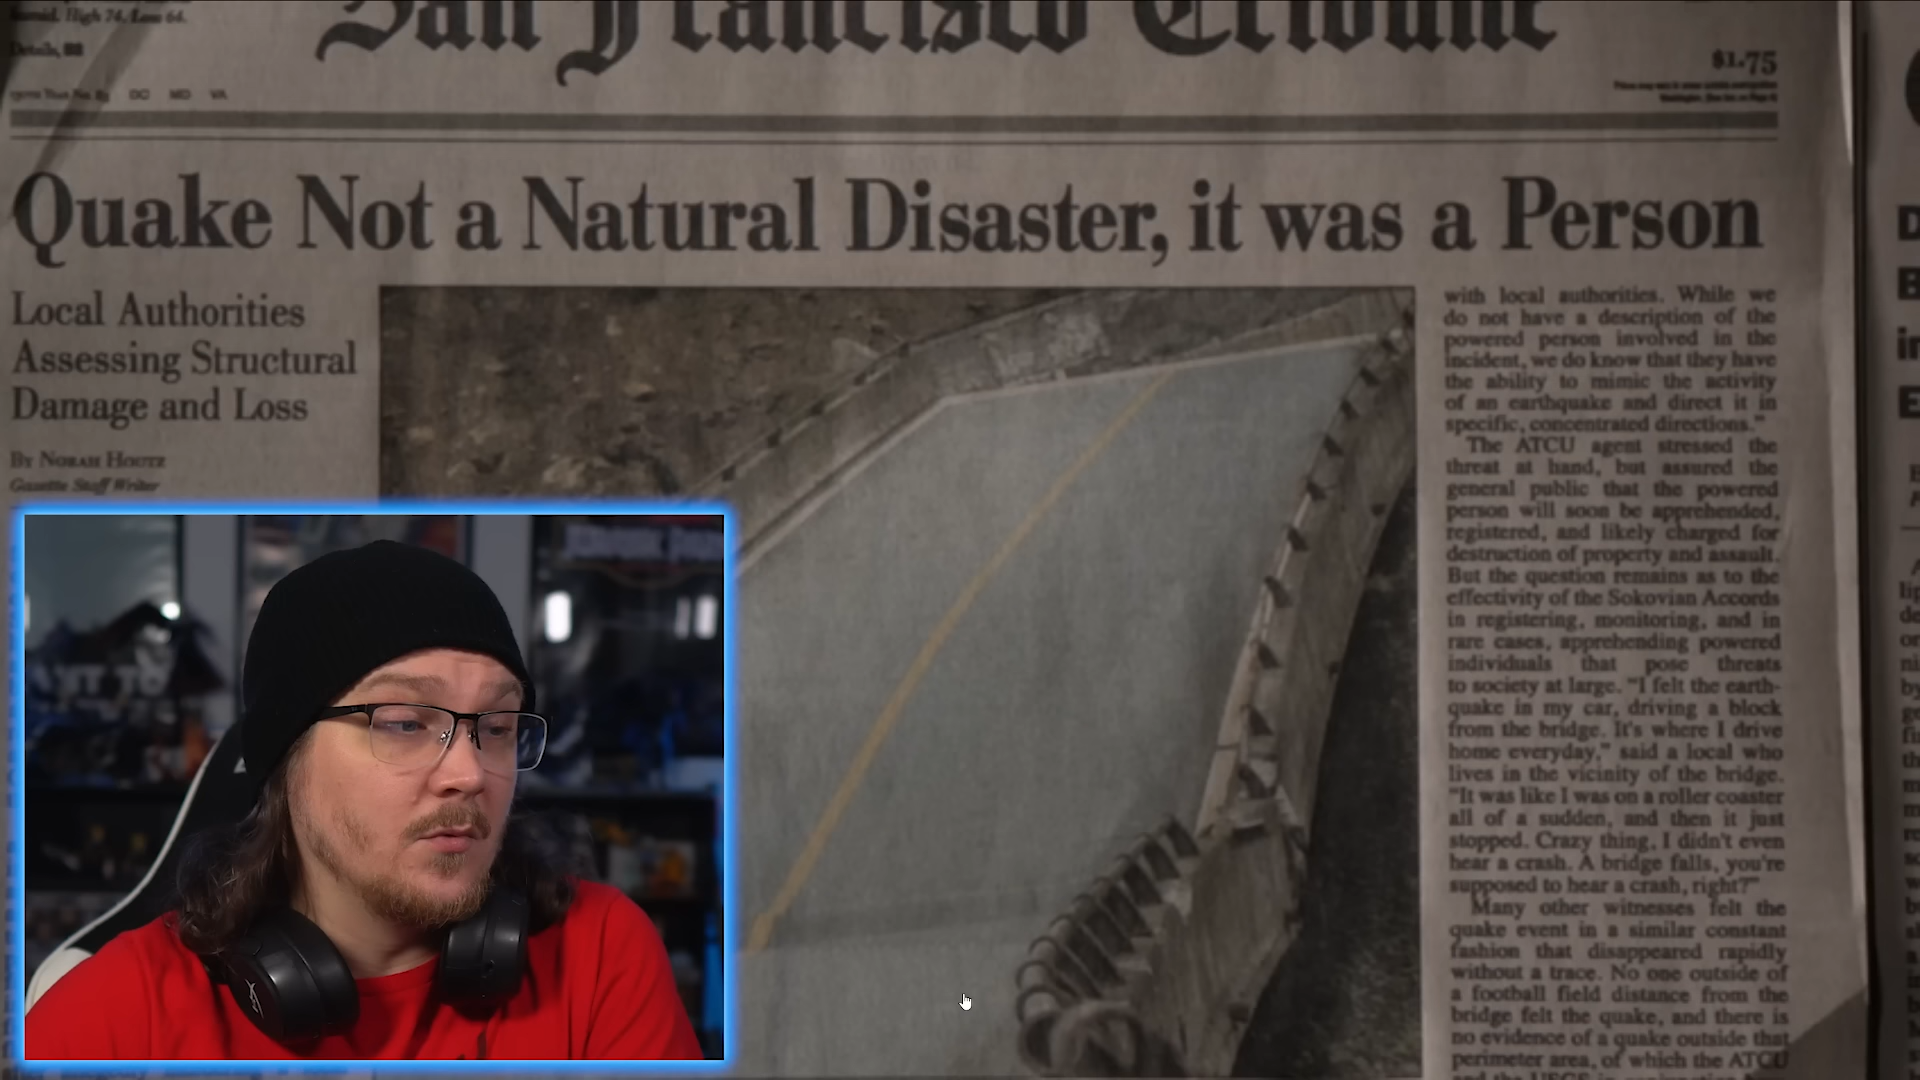 Humid. High 74. Low 64.
San Francisco Tribune
Details, B8
$1.75
DC MD VA
Quake Not a Natural Disaster, it was a Person
Local Authorities
Assessing Structural
Damage and Loss
By Norah Hootz
Gazette Staff Writer
with local authorities. While we
do not have a description of the
powered person involved in the
incident, we do know that they have
the ability to mimic the activity
of an earthquake and direct it in
specific, concentrated directions."
The ATCU agent stressed the
threat at hand, but assured the
general public that the powered
person will soon be apprehended,
registered, and likely charged for
destruction of property and assault.
But the question remains as to the
effectivity of the Sokovian Accords
in registering, monitoring, and in
rare cases, apprehending powered
individuals that pose threats
to society at large. "I felt the earth-
quake in my car, driving a block
from the bridge. It's where I drive
home everyday," said a local who
lives in the vicinity of the bridge.
"It was like I was on a roller coaster
all of a sudden, and then it just
stopped. Crazy thing, I didn't even
hear a crash. A bridge falls, you're
supposed to hear a crash, right?"
Many other witnesses felt the
quake event in a similar constant
fashion that disappeared rapidly
without a trace. No one outside of
a football field distance from the
bridge felt the quake, and there is
no evidence of a quake outside that
perimeter area, of which the ATCU